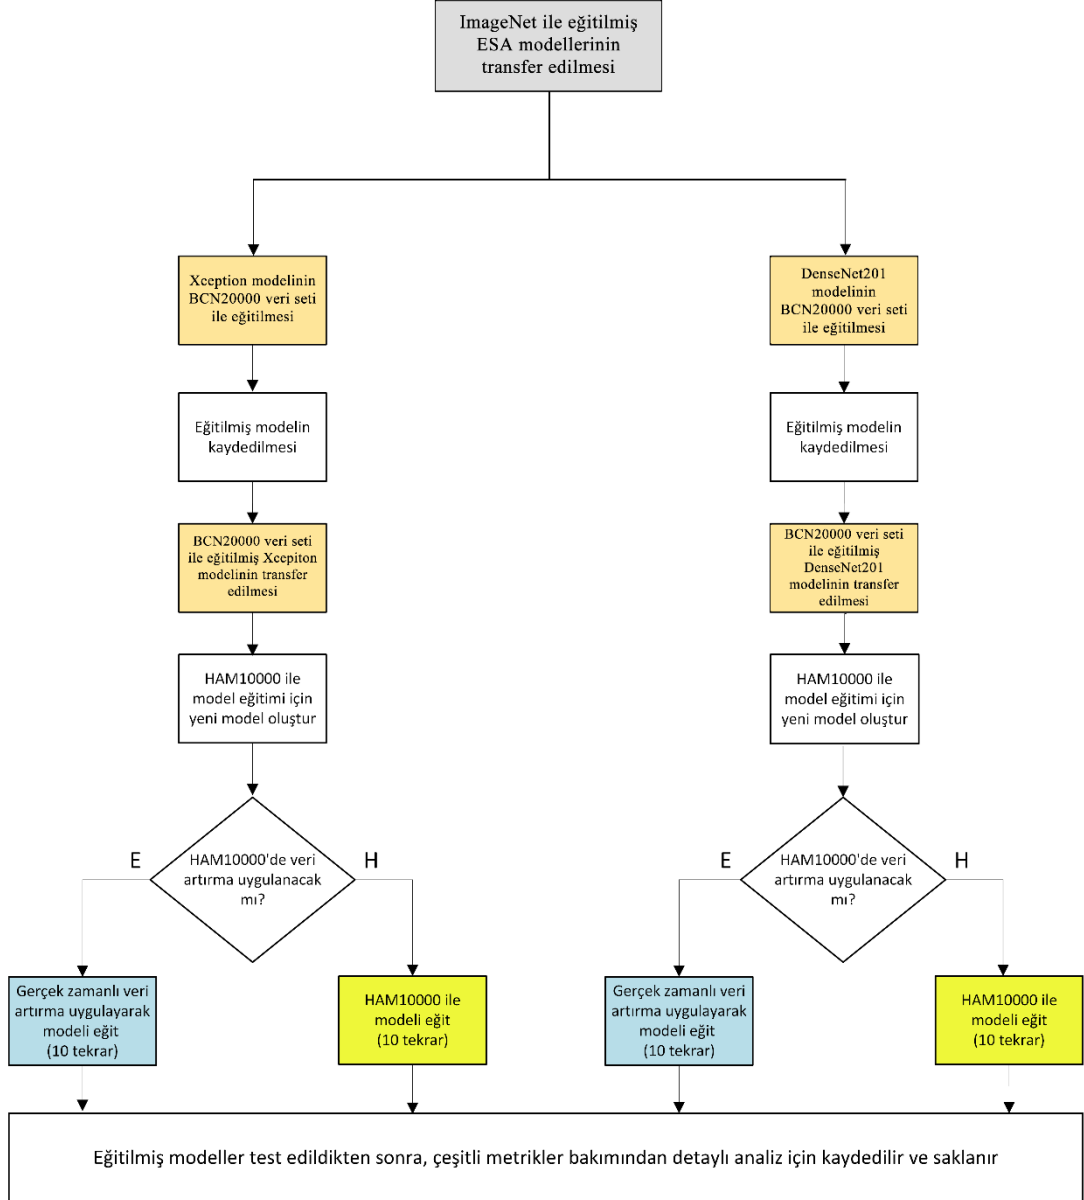 ImageNet ile eğitilmiş
ESA modellerinin
transfer edilmesi
Xception modelinin
BCN20000 veri seti
ile eğitilmesi
DenseNet201
modelinin
BCN20000 veri seti
ile eğitilmesi
Eğitilmiş modelin
kaydedilmesi
Eğitilmiş modelin
kaydedilmesi
BCN20000 veri seti
ile eğitilmiş Xcepiton
modelinin transfer
edilmesi
BCN20000 veri seti
ile eğitilmiş
DenseNet201
modelinin transfer
edilmesi
HAM10000 ile
model eğitimi için
yeni model oluştur
HAM10000 ile
model eğitimi için
yeni model oluştur
E
HAM10000'de veri
artırma uygulanacak
mı?
H
E
HAM10000'de veri
artırma uygulanacak
mı?
H
Gerçek zamanlı veri
artırma uygulayarak
modeli eğit
(10 tekrar)
HAM10000 ile
modeli eğit
(10 tekrar)
Gerçek zamanlı veri
artırma uygulayarak
modeli eğit
(10 tekrar)
HAM10000 ile
modeli eğit
(10 tekrar)
Eğitilmiş modeller test edildikten sonra, çeşitli metrikler bakımından detaylı analiz için kaydedilir ve saklanır